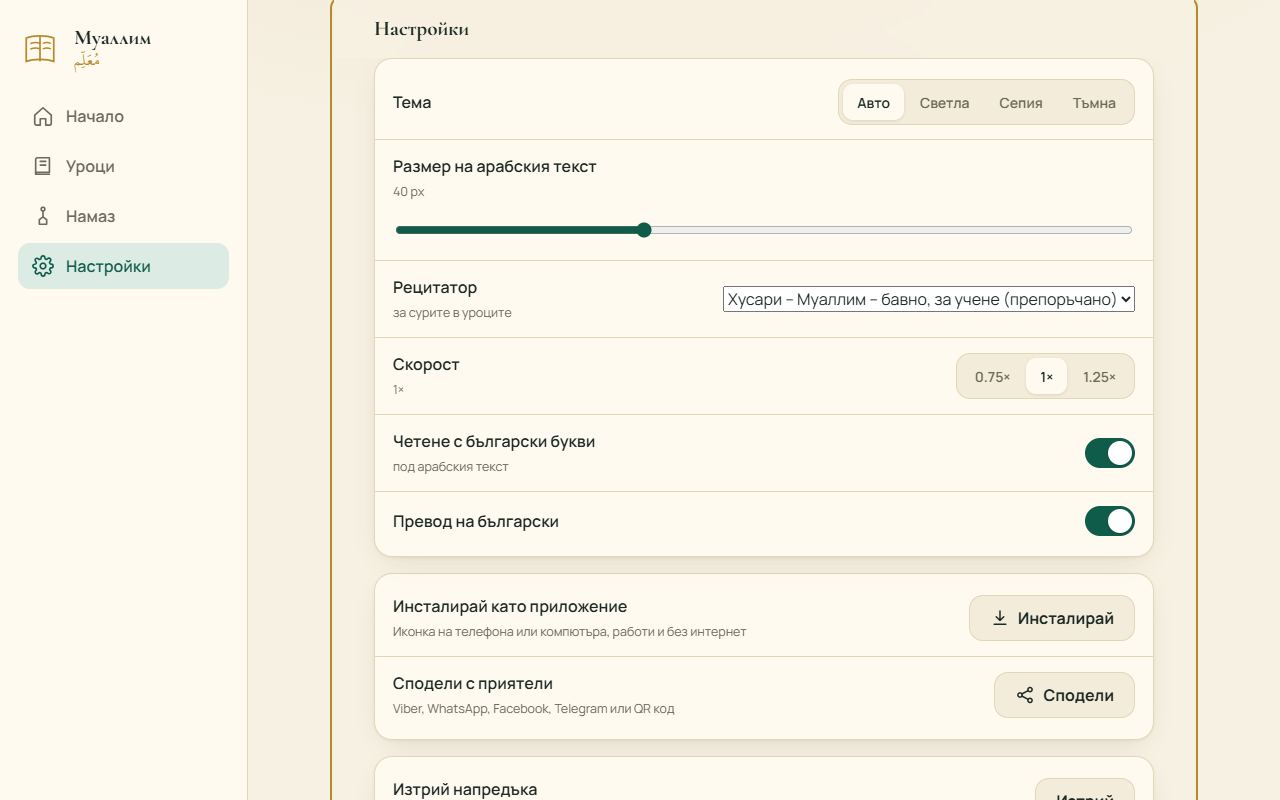 Муаллим
مُعَلِّم
Начало
Уроци
Намаз
Настройки
Настройки
Тема
Авто
Светла
Сепия
Тъмна
Размер на арабския текст
40 px
Рецитатор
за сурите в уроците
Хусари – Муаллим – бавно, за учене (препоръчано)
Скорост
1×
0.75×
1×
1.25×
Четене с български букви
под арабския текст
Превод на български
Инсталирай като приложение
Иконка на телефона или компютъра, работи и без интернет
Инсталирай
Сподели с приятели
Viber, WhatsApp, Facebook, Telegram или QR код
Сподели
Изтрий напредъка
Изтрий